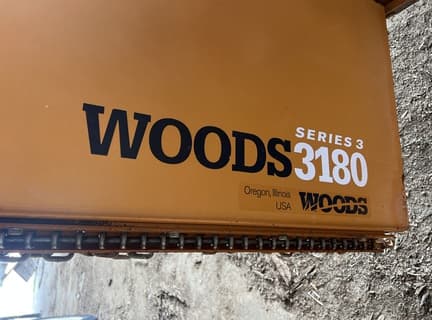 WOODS
SERIES 3
3180
Oregon, Illinois
USA
WOODS